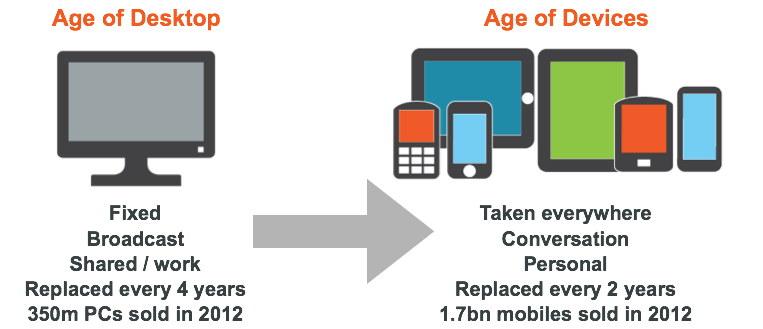 Age of Desktop
Fixed
Broadcast
Shared / work
Replaced every 4 years
350m PCs sold in 2012
Age of Devices
Taken everywhere
Conversation
Personal
Replaced every 2 years
1.7bn mobiles sold in 2012